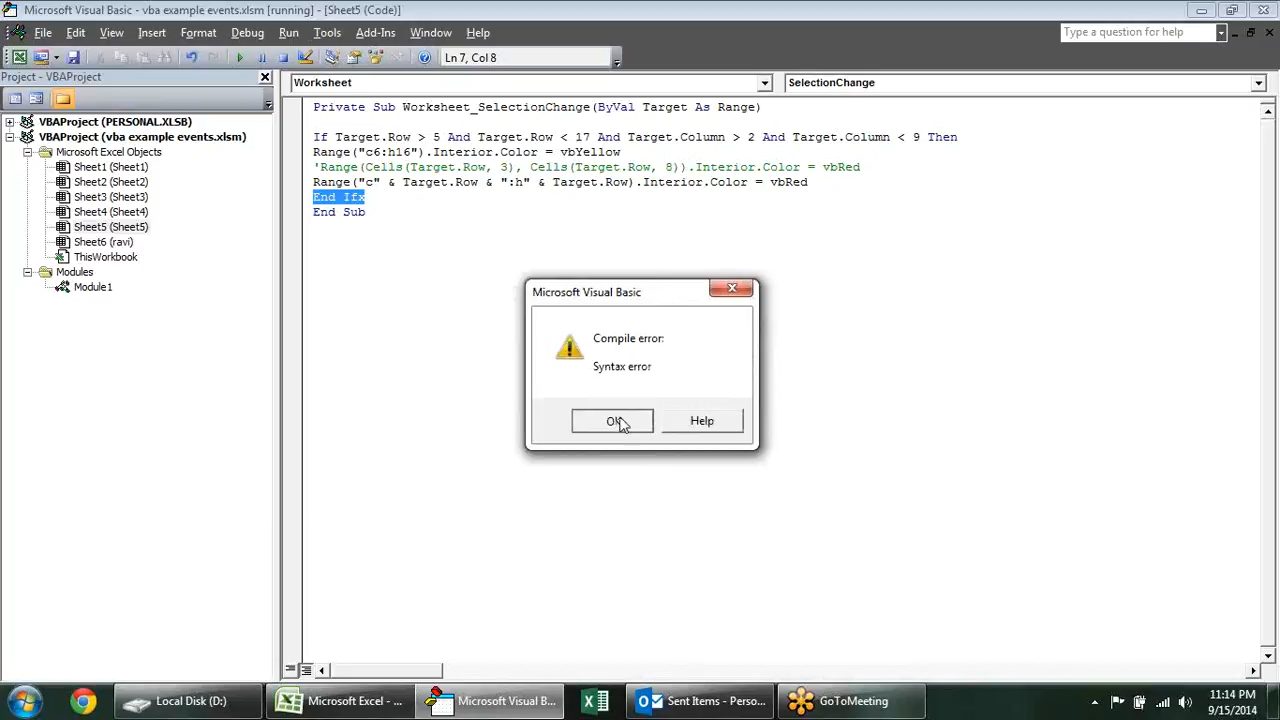 Microsoft Visual Basic - vba example events.xlsm [running] - [Sheet5 (Code)]
File Edit View Insert Format Debug Run Tools Add-Ins Window Help
Type a question for help
Ln 7, Col 8
Project - VBAProject
Worksheet
SelectionChange
VBAProject (PERSONAL.XLSB)
VBAProject (vba example events.xlsm)
Microsoft Excel Objects
Sheet1 (Sheet1)
Sheet2 (Sheet2)
Sheet3 (Sheet3)
Sheet4 (Sheet4)
Sheet5 (Sheet5)
Sheet6 (ravi)
ThisWorkbook
Modules
Module1
Private Sub Worksheet_SelectionChange(ByVal Target As Range)
If Target.Row > 5 And Target.Row < 17 And Target.Column > 2 And Target.Column < 9 Then
Range("c6:h16").Interior.Color = vbYellow
'Range(Cells(Target.Row, 3), Cells(Target.Row, 8)).Interior.Color = vbRed
Range("c" & Target.Row & ":h" & Target.Row).Interior.Color = vbRed
End Ifx
End Sub
Microsoft Visual Basic
Compile error:
Syntax error
OK
Help
Local Disk (D:)
Microsoft Excel - ...
Microsoft Visual B...
Sent Items - Perso...
GoToMeeting
11:14 PM
9/15/2014